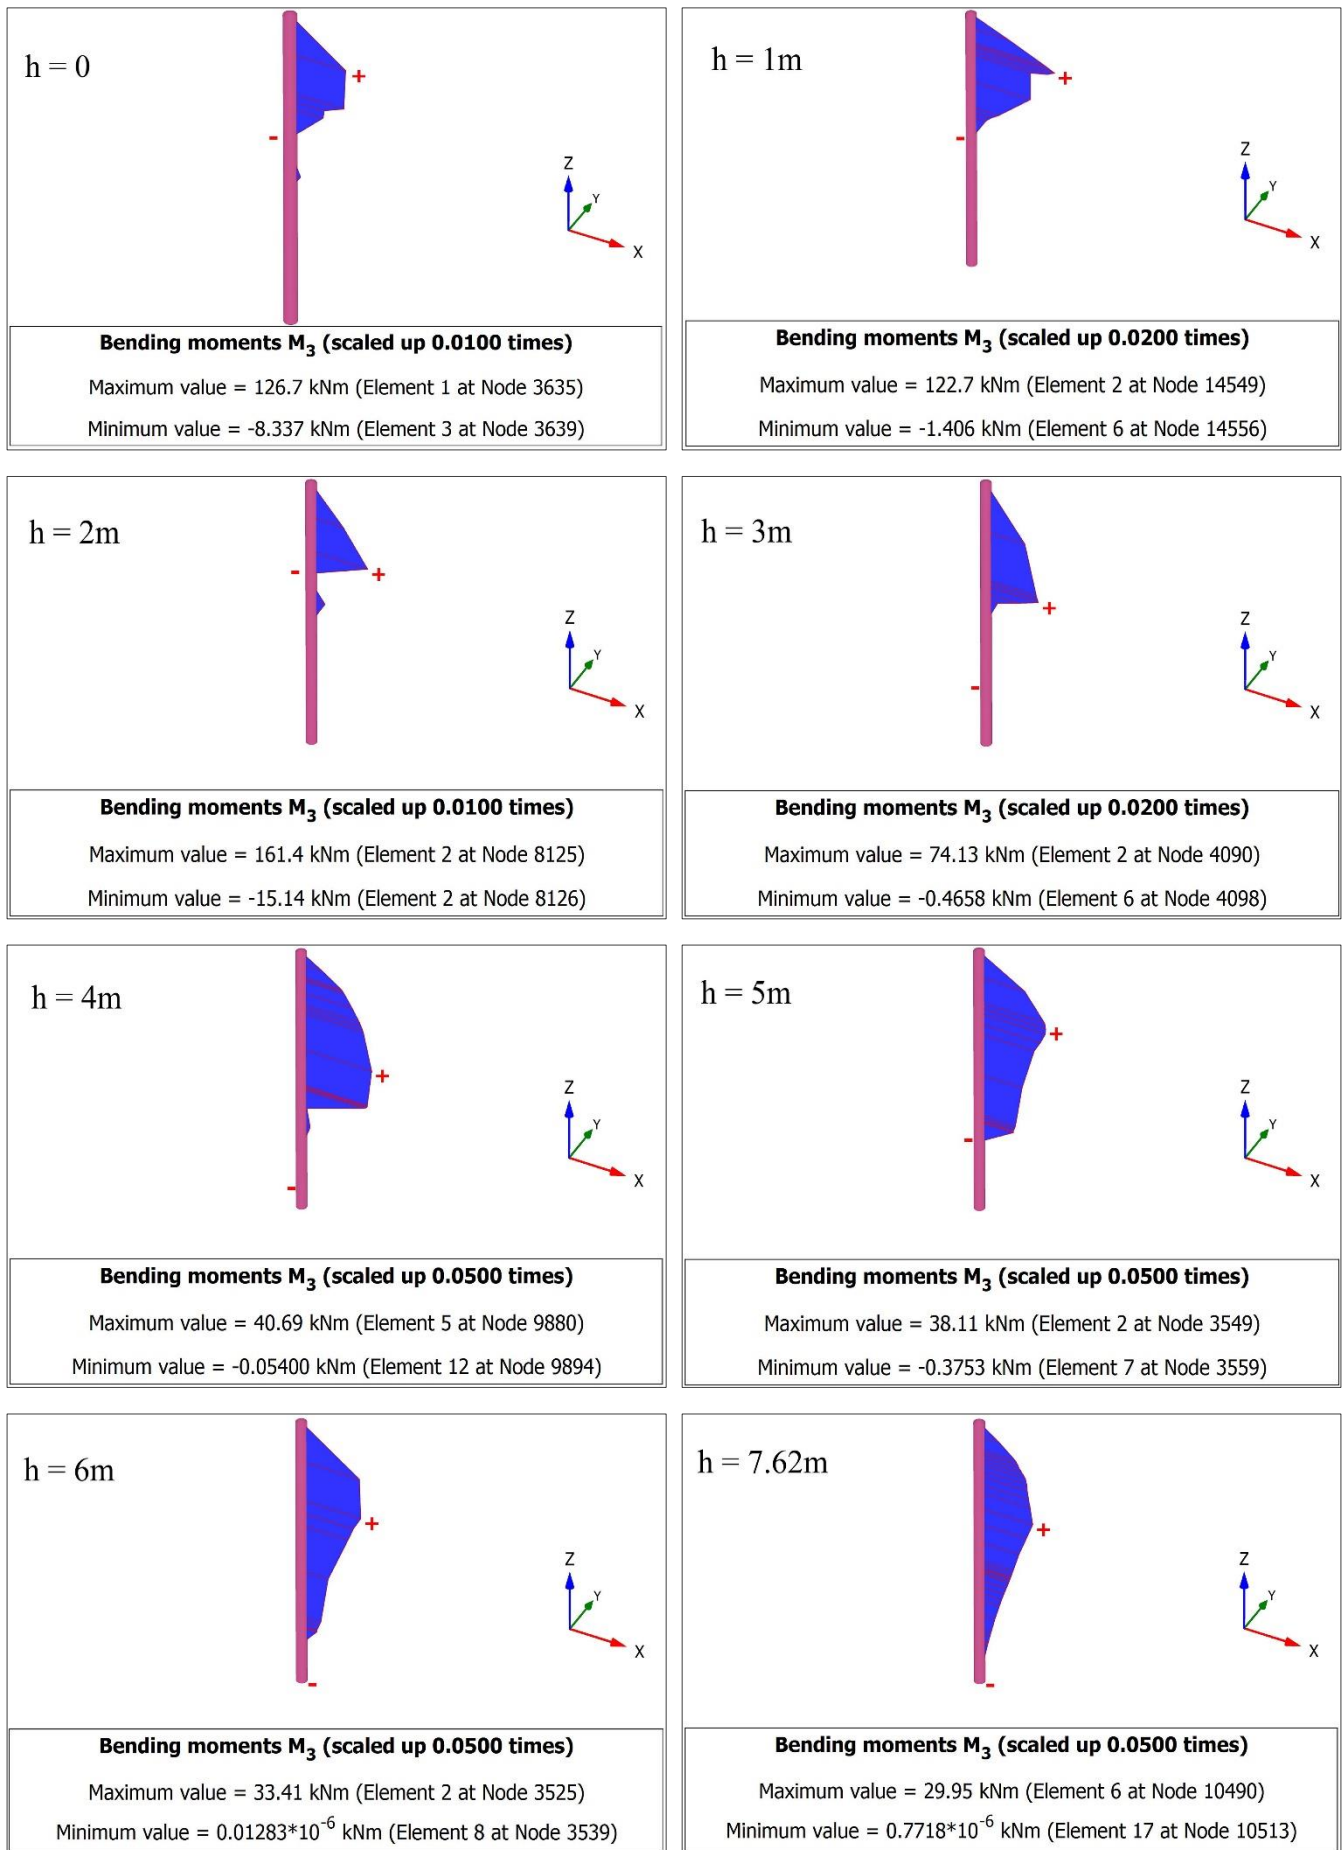 h = 0
+
-
Z
Y
X
Bending moments M₃ (scaled up 0.0100 times)
Maximum value = 126.7 kNm (Element 1 at Node 3635)
Minimum value = -8.337 kNm (Element 3 at Node 3639)
h = 1m
+
-
Z
Y
X
Bending moments M₃ (scaled up 0.0200 times)
Maximum value = 122.7 kNm (Element 2 at Node 14549)
Minimum value = -1.406 kNm (Element 6 at Node 14556)
h = 2m
-
+
Z
Y
X
Bending moments M₃ (scaled up 0.0100 times)
Maximum value = 161.4 kNm (Element 2 at Node 8125)
Minimum value = -15.14 kNm (Element 2 at Node 8126)
h = 3m
+
-
Z
Y
X
Bending moments M₃ (scaled up 0.0200 times)
Maximum value = 74.13 kNm (Element 2 at Node 4090)
Minimum value = -0.4658 kNm (Element 6 at Node 4098)
h = 4m
+
-
Z
Y
X
Bending moments M₃ (scaled up 0.0500 times)
Maximum value = 40.69 kNm (Element 5 at Node 9880)
Minimum value = -0.05400 kNm (Element 12 at Node 9894)
h = 5m
+
-
Z
Y
X
Bending moments M₃ (scaled up 0.0500 times)
Maximum value = 38.11 kNm (Element 2 at Node 3549)
Minimum value = -0.3753 kNm (Element 7 at Node 3559)
h = 6m
+
-
Z
Y
X
Bending moments M₃ (scaled up 0.0500 times)
Maximum value = 33.41 kNm (Element 2 at Node 3525)
Minimum value = 0.01283*10⁻⁶ kNm (Element 8 at Node 3539)
h = 7.62m
+
-
Z
Y
X
Bending moments M₃ (scaled up 0.0500 times)
Maximum value = 29.95 kNm (Element 6 at Node 10490)
Minimum value = 0.7718*10⁻⁶ kNm (Element 17 at Node 10513)